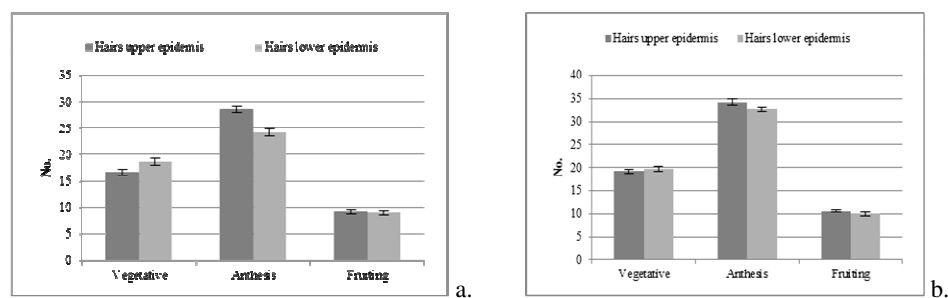 Hairs upper epidermis Hairs lower epidermis
35
30
25
20
15
10
5
0
No.
Vegetative Anthesis Fruiting
a.
Hairs upper epidermis Hairs lower epidermis
40
35
30
25
20
15
10
5
0
No.
Vegetative Anthesis Fruiting
b.